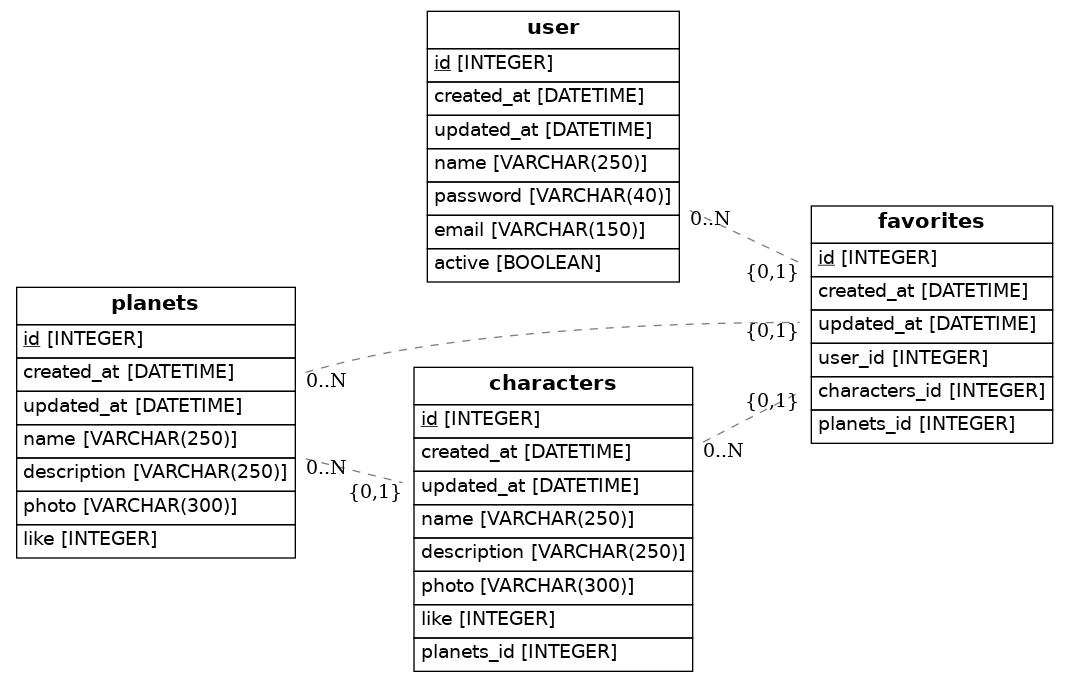 user
id [INTEGER]
created_at [DATETIME]
updated_at [DATETIME]
name [VARCHAR(250)]
password [VARCHAR(40)]
email [VARCHAR(150)]
active [BOOLEAN]
0..N
{0,1}
favorites
id [INTEGER]
created_at [DATETIME]
updated_at [DATETIME]
user_id [INTEGER]
characters_id [INTEGER]
planets_id [INTEGER]
planets
id [INTEGER]
created_at [DATETIME]
updated_at [DATETIME]
name [VARCHAR(250)]
description [VARCHAR(250)]
photo [VARCHAR(300)]
like [INTEGER]
0..N
{0,1}
0..N
{0,1}
characters
id [INTEGER]
created_at [DATETIME]
updated_at [DATETIME]
name [VARCHAR(250)]
description [VARCHAR(250)]
photo [VARCHAR(300)]
like [INTEGER]
planets_id [INTEGER]
0..N
{0,1}